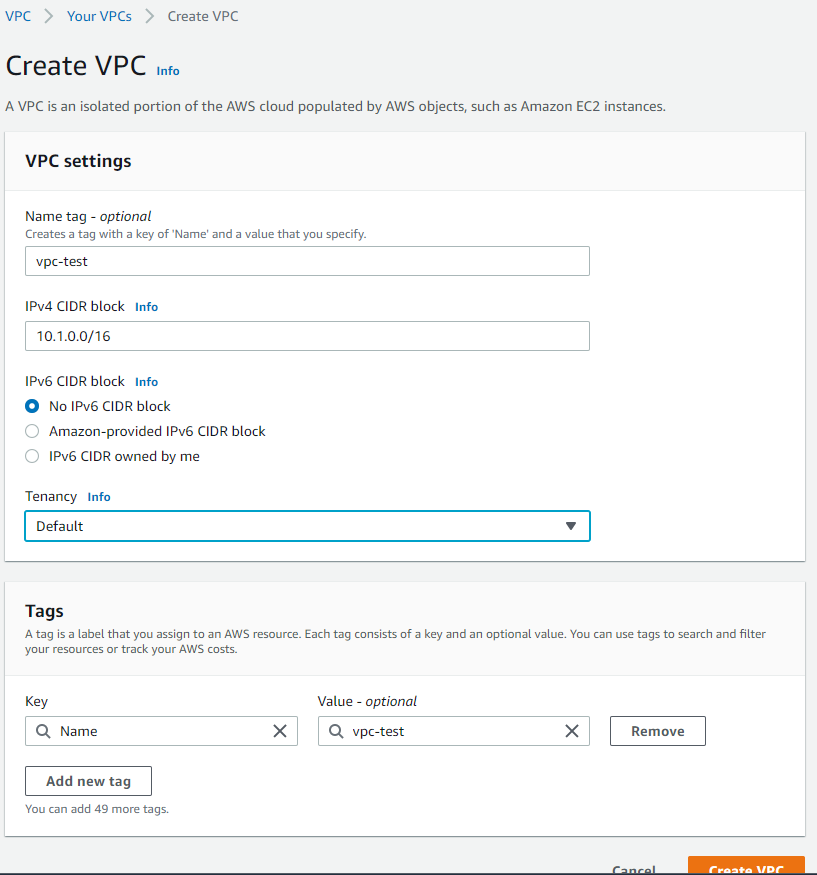 VPC > Your VPCs > Create VPC
Create VPC Info
A VPC is an isolated portion of the AWS cloud populated by AWS objects, such as Amazon EC2 instances.
VPC settings
Name tag - optional
Creates a tag with a key of 'Name' and a value that you specify.
vpc-test
IPv4 CIDR block Info
10.1.0.0/16
IPv6 CIDR block Info
No IPv6 CIDR block
Amazon-provided IPv6 CIDR block
IPv6 CIDR owned by me
Tenancy Info
Default
Tags
A tag is a label that you assign to an AWS resource. Each tag consists of a key and an optional value. You can use tags to search and filter
your resources or track your AWS costs.
Key Value - optional
Name vpc-test Remove
Add new tag
You can add 49 more tags.
Cancel Create VPC